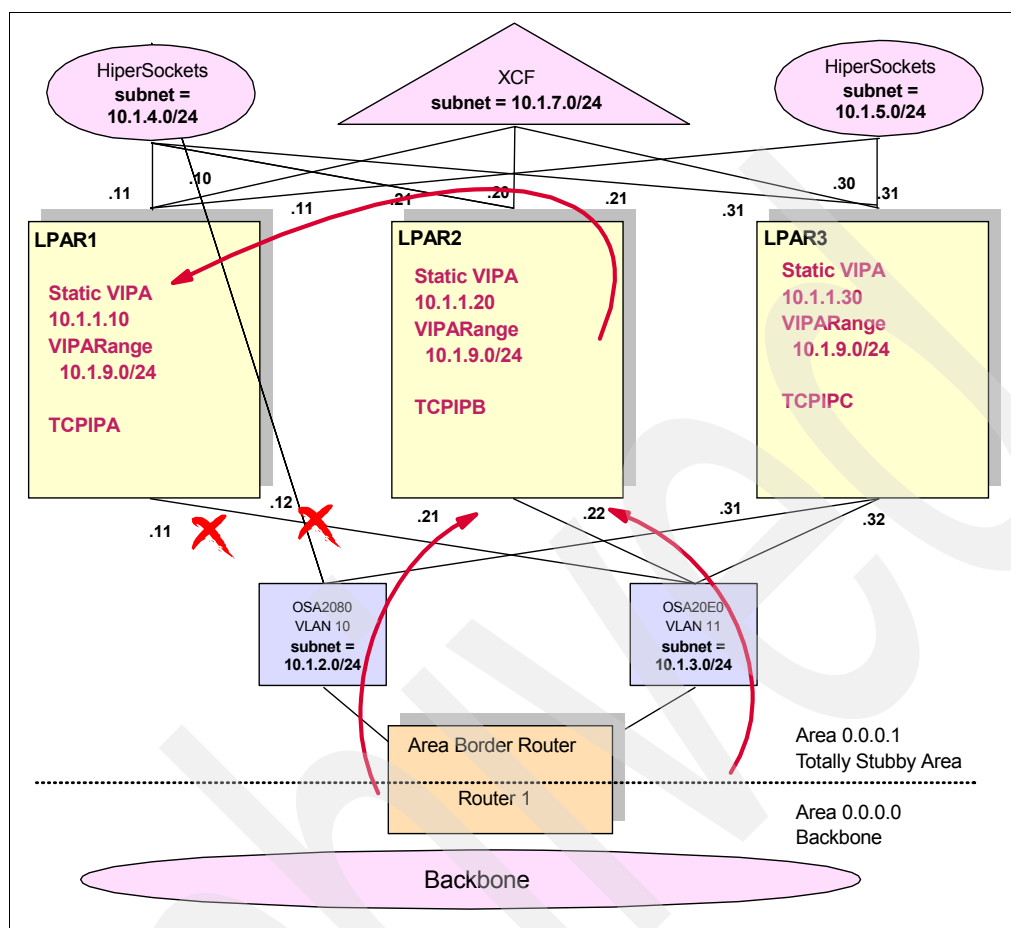 HiperSockets
subnet =
10.1.4.0/24
XCF
subnet = 10.1.7.0/24
HiperSockets
subnet =
10.1.5.0/24
.11
.10
.11
.21
.20
.21
.31
.30
.31
LPAR1
Static VIPA
10.1.1.10
VIPARange
10.1.9.0/24
TCPIPA
LPAR2
Static VIPA
10.1.1.20
VIPARange
10.1.9.0/24
TCPIPB
LPAR3
Static VIPA
10.1.1.30
VIPARange
10.1.9.0/24
TCPIPC
.11
.12
.21
.22
.31
.32
OSA2080
VLAN 10
subnet =
10.1.2.0/24
OSA20E0
VLAN 11
subnet =
10.1.3.0/24
Area Border Router
Router 1
Area 0.0.0.1
Totally Stubby Area
Area 0.0.0.0
Backbone
Backbone